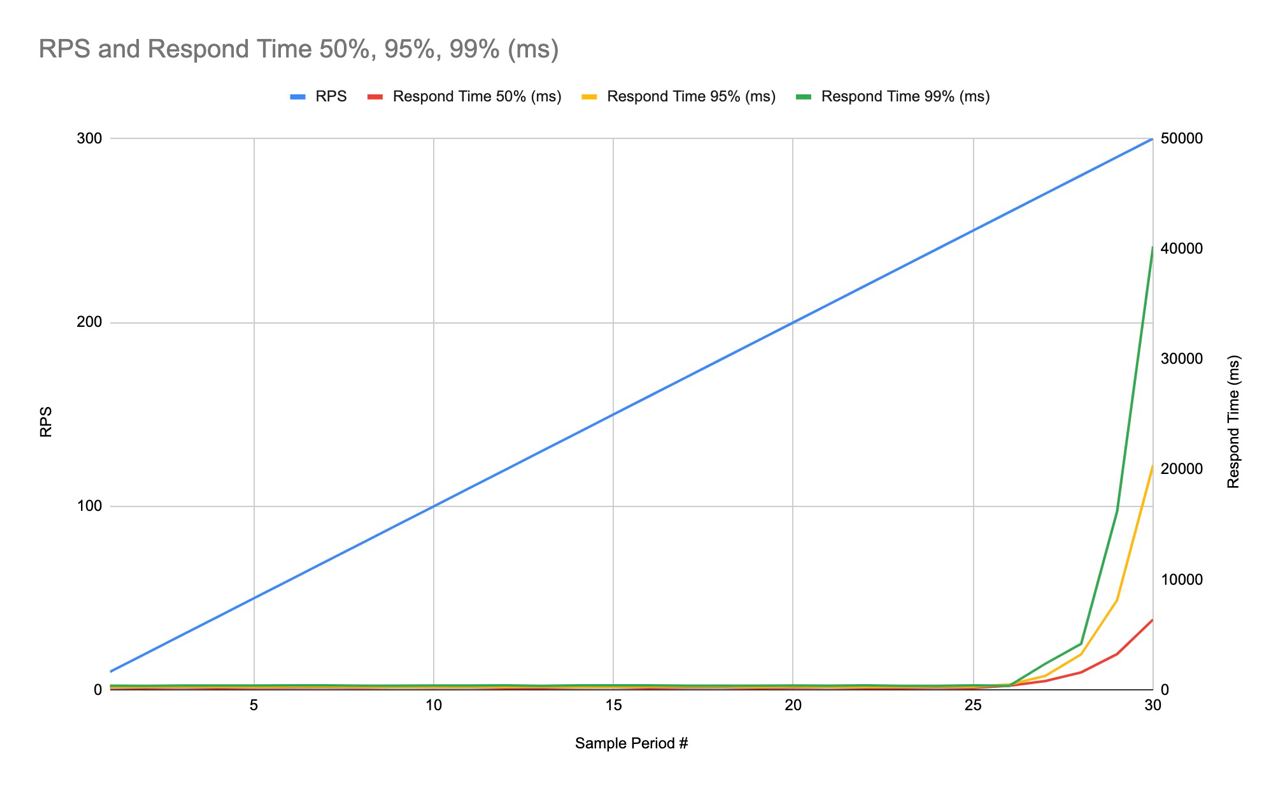 RPS and Respond Time 50%, 95%, 99% (ms)
RPS Respond Time 50% (ms) Respond Time 95% (ms) Respond Time 99% (ms)
300 50000
40000
200
30000
RPS
Respond Time (ms)
20000
100
10000
0 0
5 10 15 20 25 30
Sample Period #